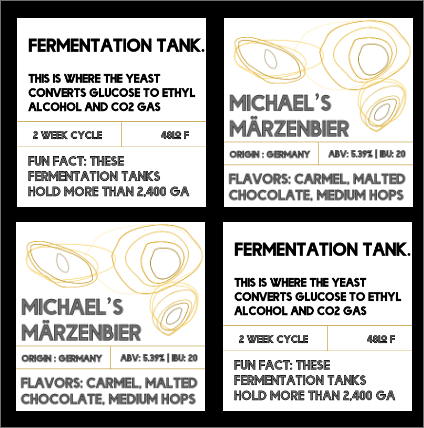 FERMENTATION TANK.
THIS IS WHERE THE YEAST
CONVERTS GLUCOSE TO ETHYL
ALCOHOL AND CO2 GAS
2 WEEK CYCLE
F
FUN FACT: THESE
FERMENTATION TANKS
HOLD MORE THAN 2,400 GA
MICHAEL'S
MÄRZENBIER
ORIGIN : GERMANY
ABV: 5.39% | IBU: 20
FLAVORS: CARMEL, MALTED
CHOCOLATE, MEDIUM HOPS
MICHAEL'S
MÄRZENBIER
ORIGIN : GERMANY
ABV: 5.39% | IBU: 20
FLAVORS: CARMEL, MALTED
CHOCOLATE, MEDIUM HOPS
FERMENTATION TANK.
THIS IS WHERE THE YEAST
CONVERTS GLUCOSE TO ETHYL
ALCOHOL AND CO2 GAS
2 WEEK CYCLE
F
FUN FACT: THESE
FERMENTATION TANKS
HOLD MORE THAN 2,400 GA